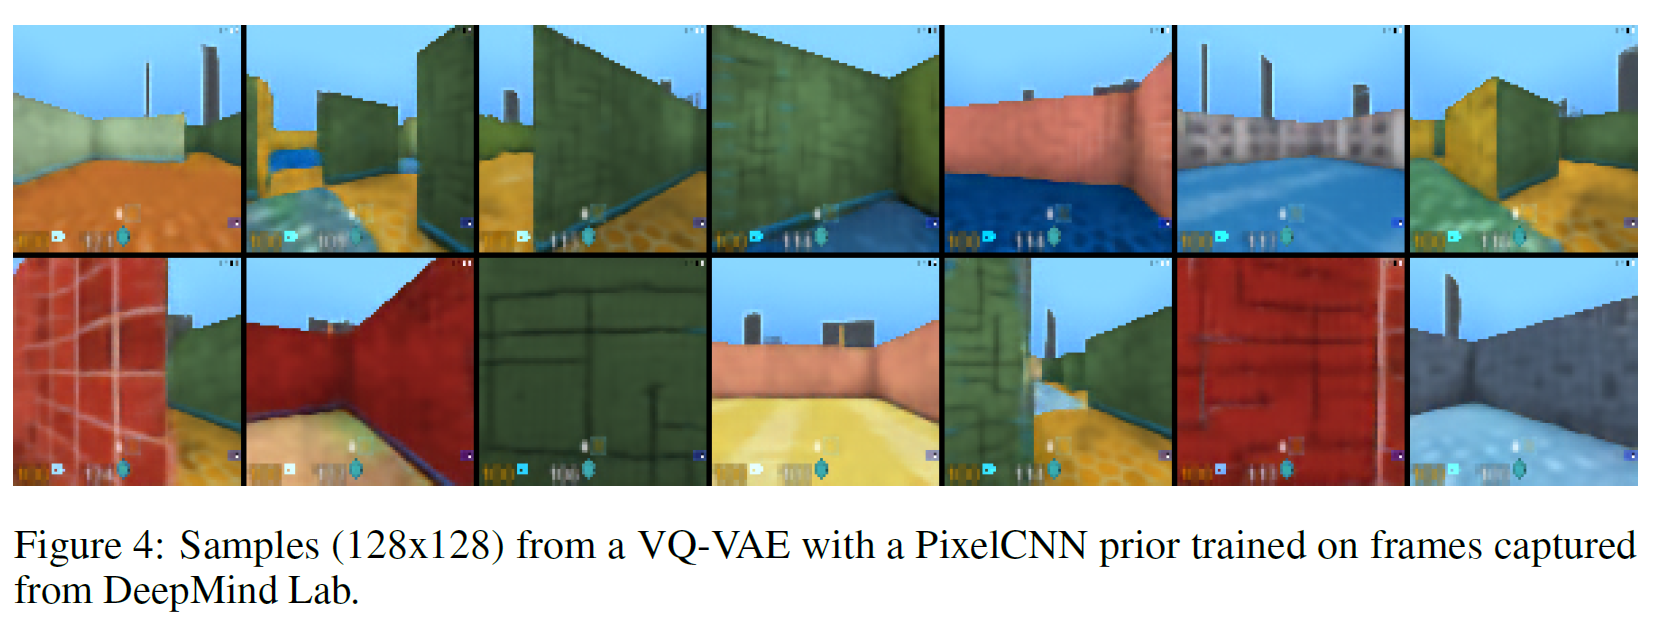 Figure 4: Samples (128x128) from a VQ-VAE with a PixelCNN prior trained on frames captured
from DeepMind Lab.